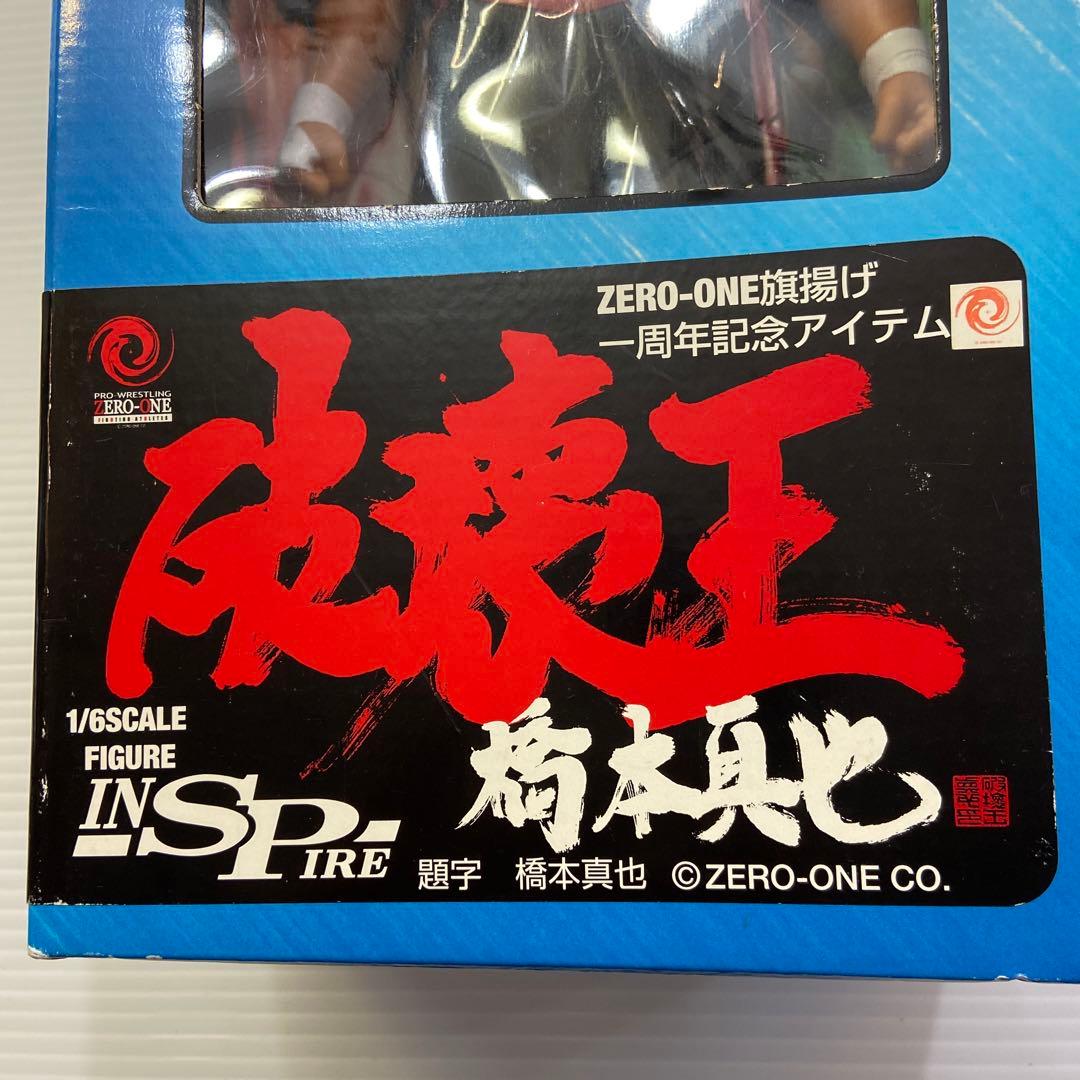 ZERO-ONE旗揚げ
一周年記念アイテム
PRO-WRESTLING
ZERO-ONE
FIGHTING ATHLETES
破壊王
1/6SCALE
FIGURE
INSPIRE
橋本真也
題字 橋本真也 ©ZERO-ONE CO.